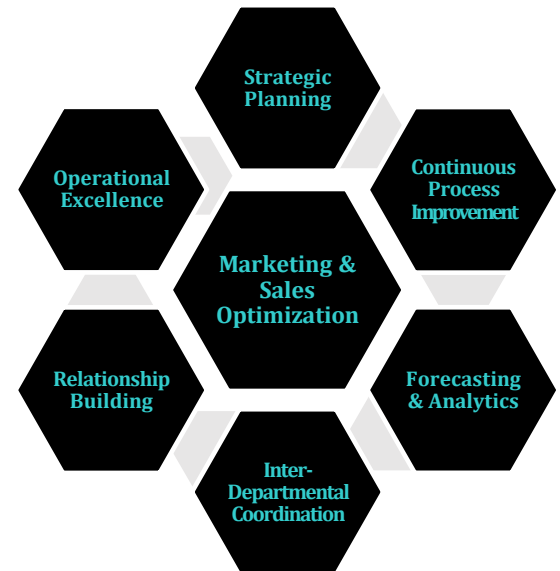 Strategic
Planning
Operational
Excellence
Continuous
Process
Improvement
Marketing &
Sales
Optimization
Relationship
Building
Forecasting
& Analytics
Inter-
Departmental
Coordination